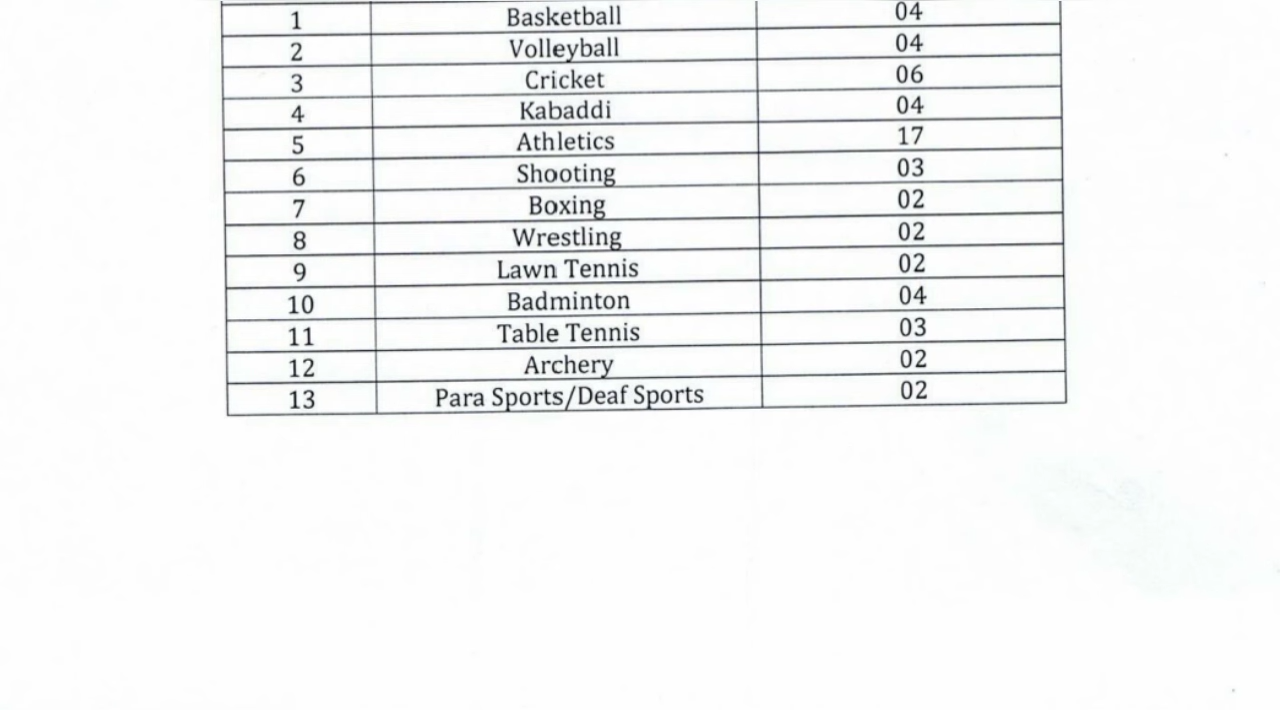 1 Basketball 04
2 Volleyball 04
3 Cricket 06
4 Kabaddi 04
5 Athletics 17
6 Shooting 03
7 Boxing 02
8 Wrestling 02
9 Lawn Tennis 02
10 Badminton 04
11 Table Tennis 03
12 Archery 02
13 Para Sports/Deaf Sports 02